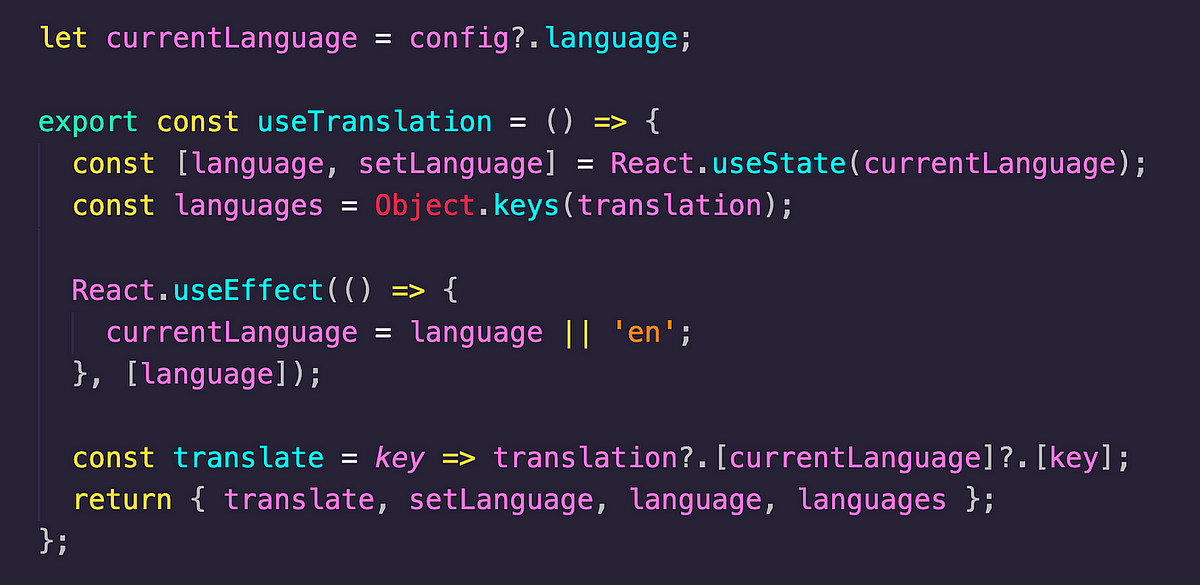 let currentLanguage = config?.language;
export const useTranslation = () => {
const [language, setLanguage] = React.useState(currentLanguage);
const languages = Object.keys(translation);
React.useEffect(() => {
currentLanguage = language || 'en';
}, [language]);
const translate = key => translation?.[currentLanguage]?.[key];
return { translate, setLanguage, language, languages };
};